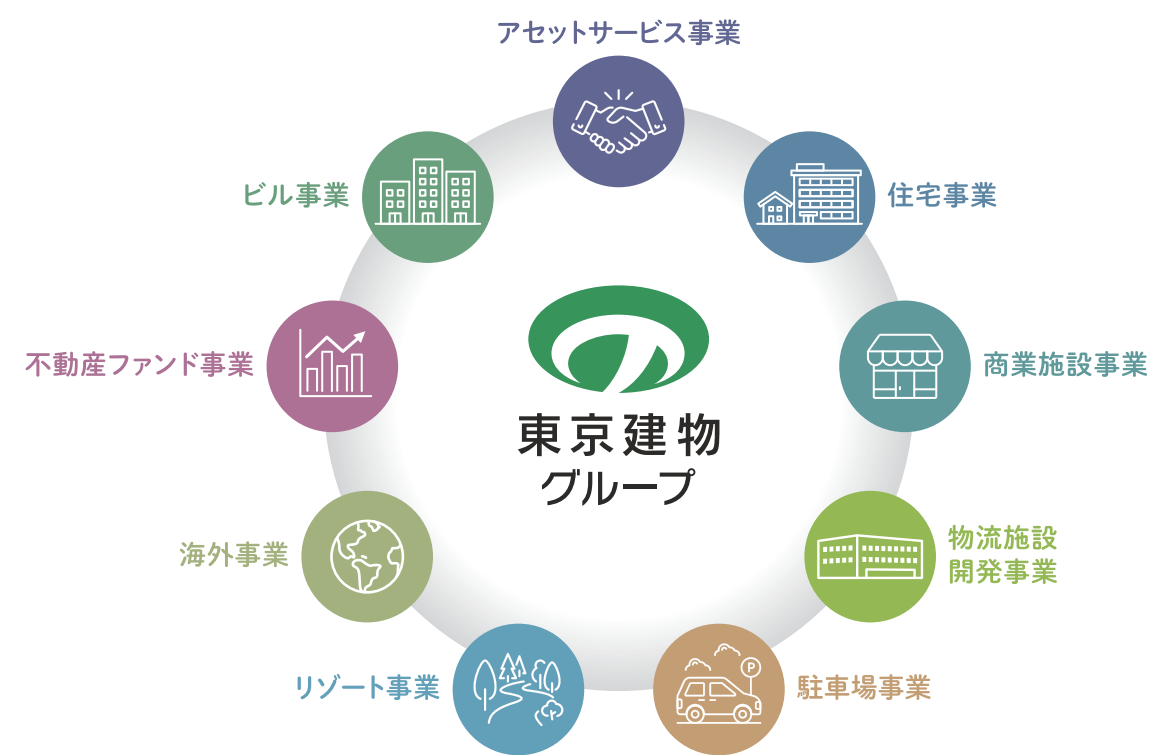 アセットサービス事業
ビル事業
住宅事業
不動産ファンド事業
商業施設事業
東京建物
グループ
海外事業
物流施設
開発事業
リゾート事業
駐車場事業
P